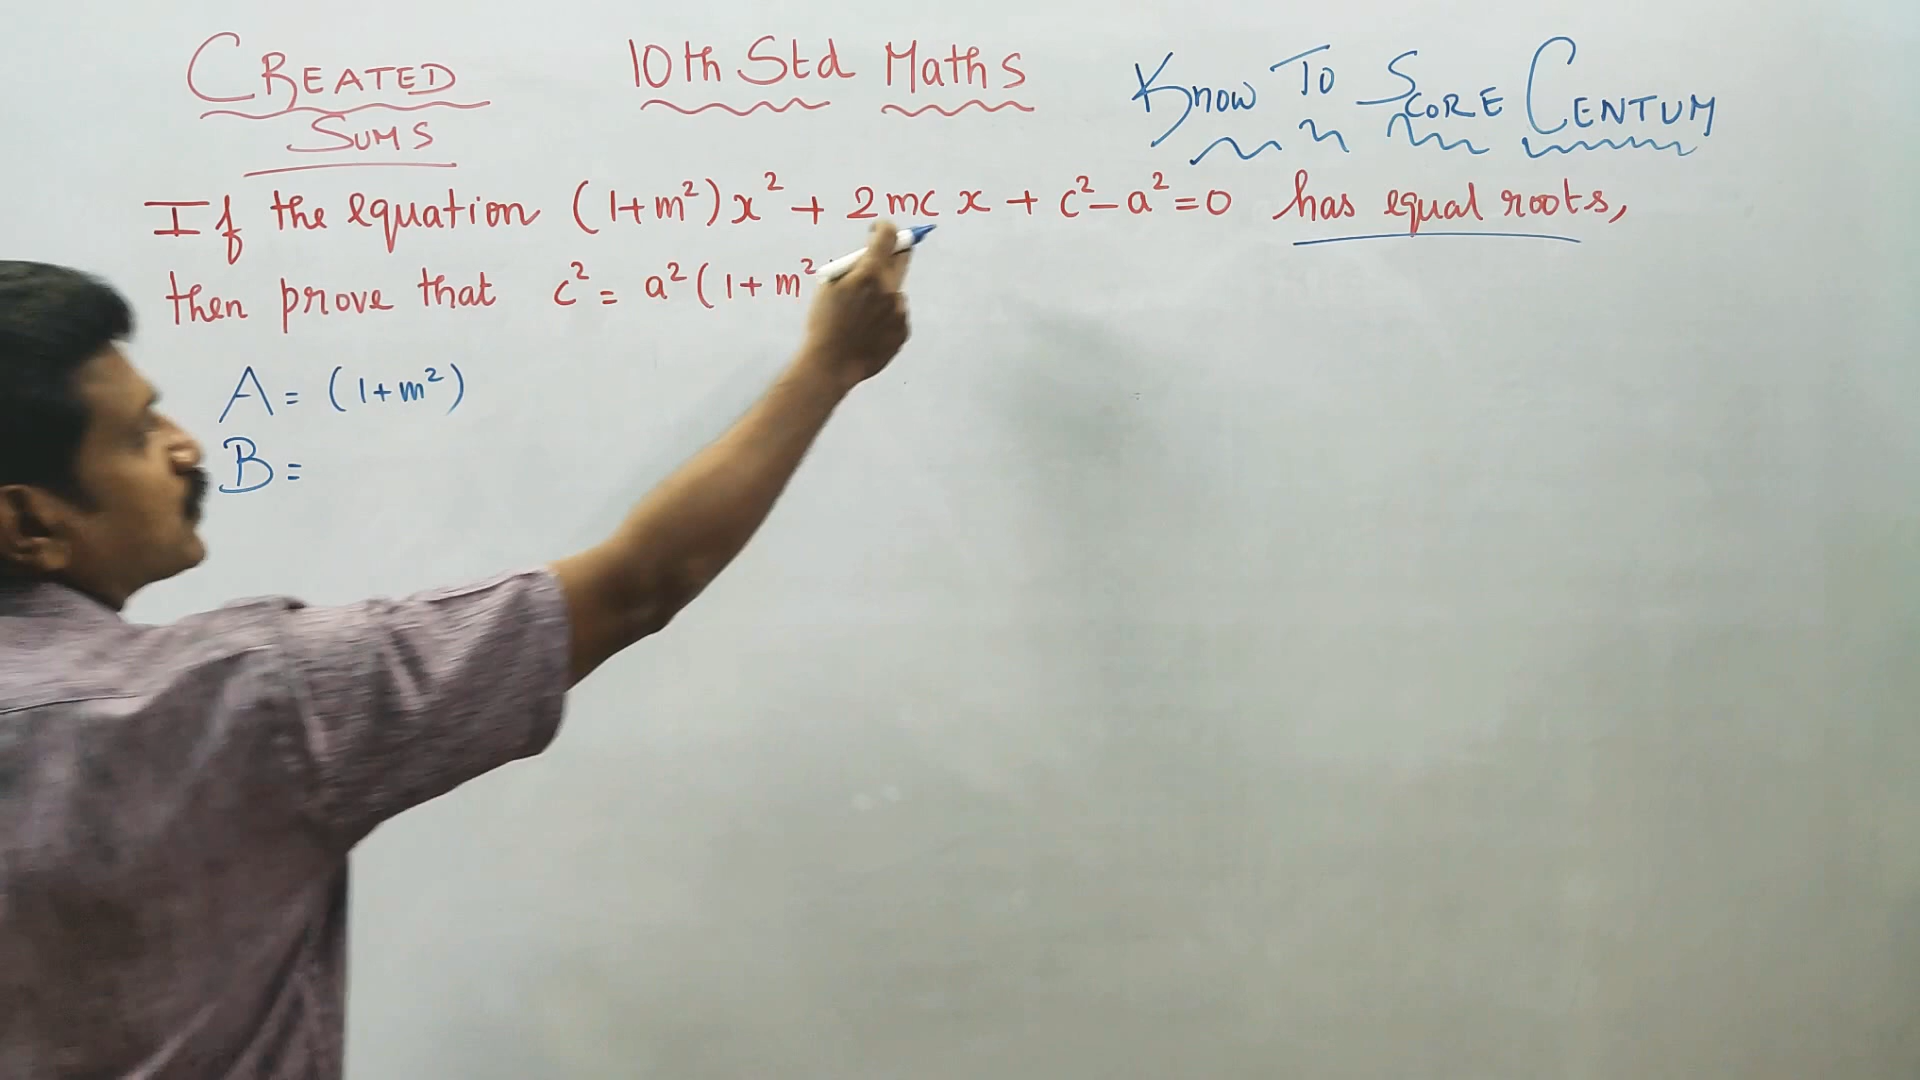 CREATED SUMS
10th Std Maths
Know To SCORE CENTUM
If the equation (1+m²)x² + 2mc x + c²-a²=0 has equal roots,
then prove that c² = a²(1+m²
A = (1+m²)
B =